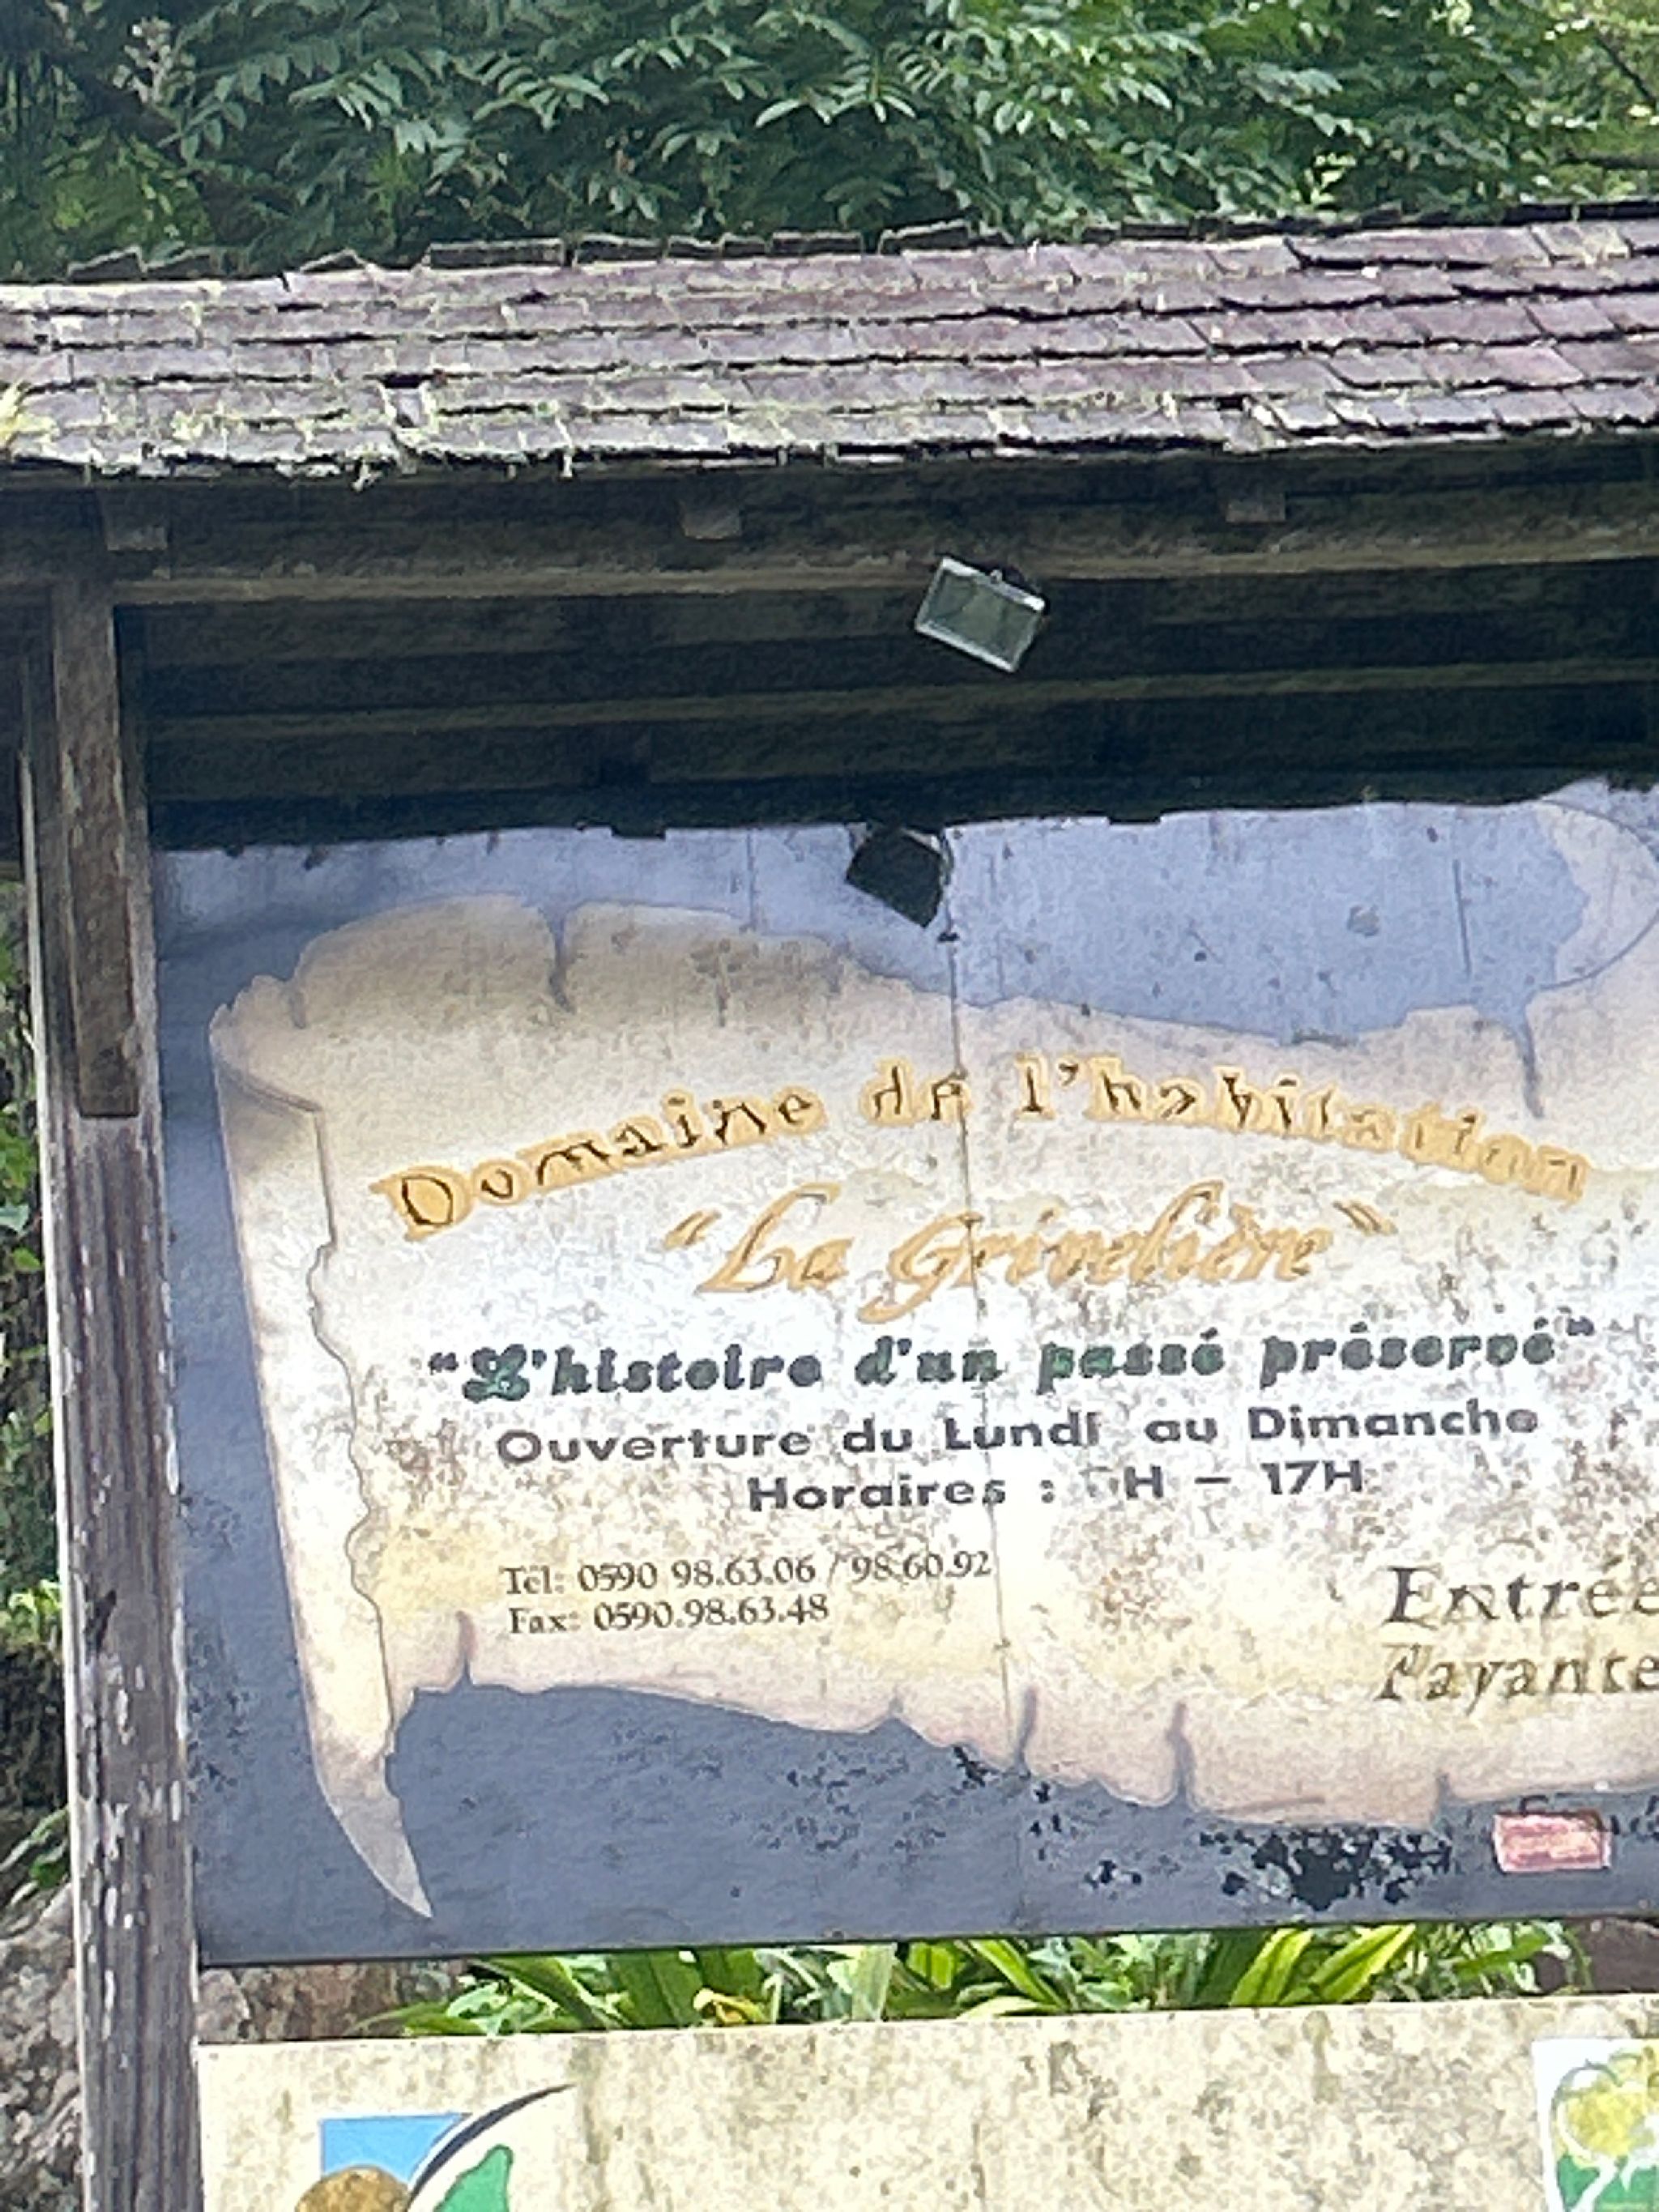 Domaine de l'habitation
"La Grivelière"
"L'histoire d'un passé préservé"
Ouverture du Lundi au Dimanche
Horaires : H – 17H
Tél: 0590 98.63.06 / 98.60.92
Fax: 0590.98.63.48
Entrée
Payante